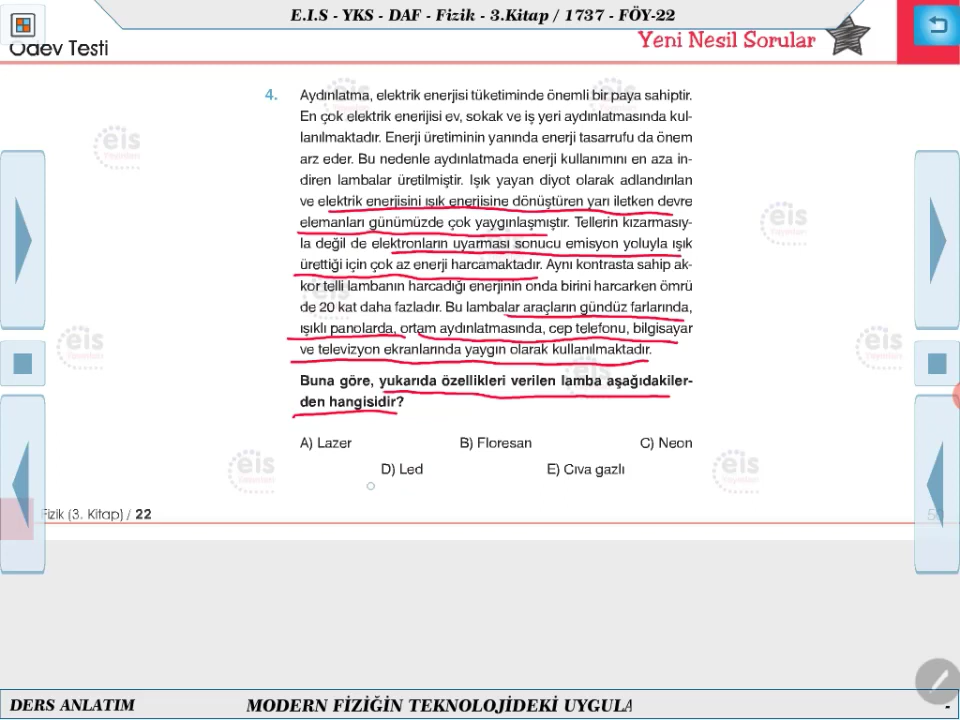 E.I.S - YKS - DAF - Fizik - 3.Kitap / 1737 - FÖY-22
Ödev Testi
Yeni Nesil Sorular
4. Aydınlatma, elektrik enerjisi tüketiminde önemli bir paya sahiptir.
En çok elektrik enerijisi ev, sokak ve iş yeri aydınlatmasında kul-
lanılmaktadır. Enerji üretiminin yanında enerji tasarrufu da önem
arz eder. Bu nedenle aydınlatmada enerji kullanımını en aza in-
diren lambalar üretilmiştir. Işık yayan diyot olarak adlandırılan
ve elektrik enerjisini ışık enerjisine dönüştüren yarı iletken devre
elemanları günümüzde çok yaygınlaşmıştır. Tellerin kızarmasıy-
la değil de elektronların uyarması sonucu emisyon yoluyla ışık
ürettiği için çok az enerji harcamaktadır. Aynı kontrasta sahip ak-
kor telli lambanın harcadığı enerjinin onda birini harcarken ömrü
de 20 kat daha fazladır. Bu lambalar araçların gündüz farlarında,
ışıklı panolarda, ortam aydınlatmasında, cep telefonu, bilgisayar
ve televizyon ekranlarında yaygın olarak kullanılmaktadır.
Buna göre, yukarıda özellikleri verilen lamba aşağıdakiler-
den hangisidir?
A) Lazer B) Floresan C) Neon
D) Led E) Cıva gazlı
eis
Yayınları
Fizik (3. Kitap) / 22
DERS ANLATIM MODERN FİZİĞİN TEKNOLOJİDEKİ UYGULA -